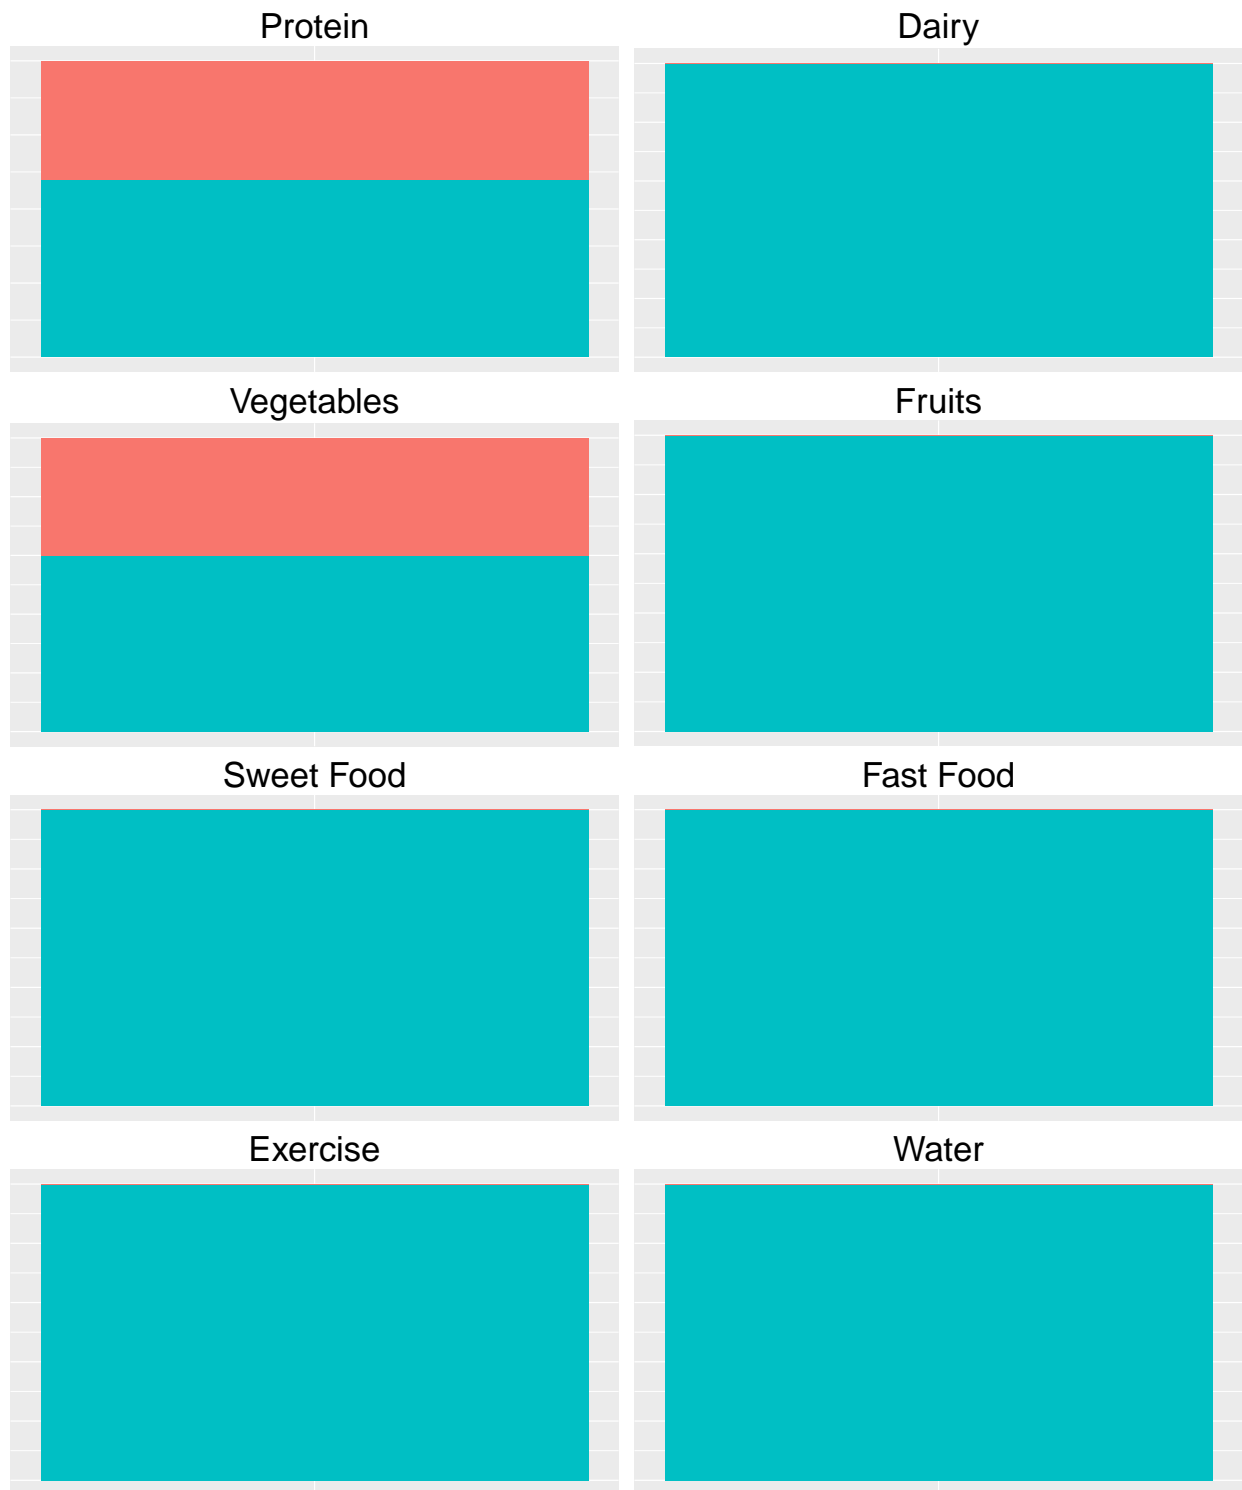 Protein
Dairy
Vegetables
Fruits
Sweet Food
Fast Food
Exercise
Water